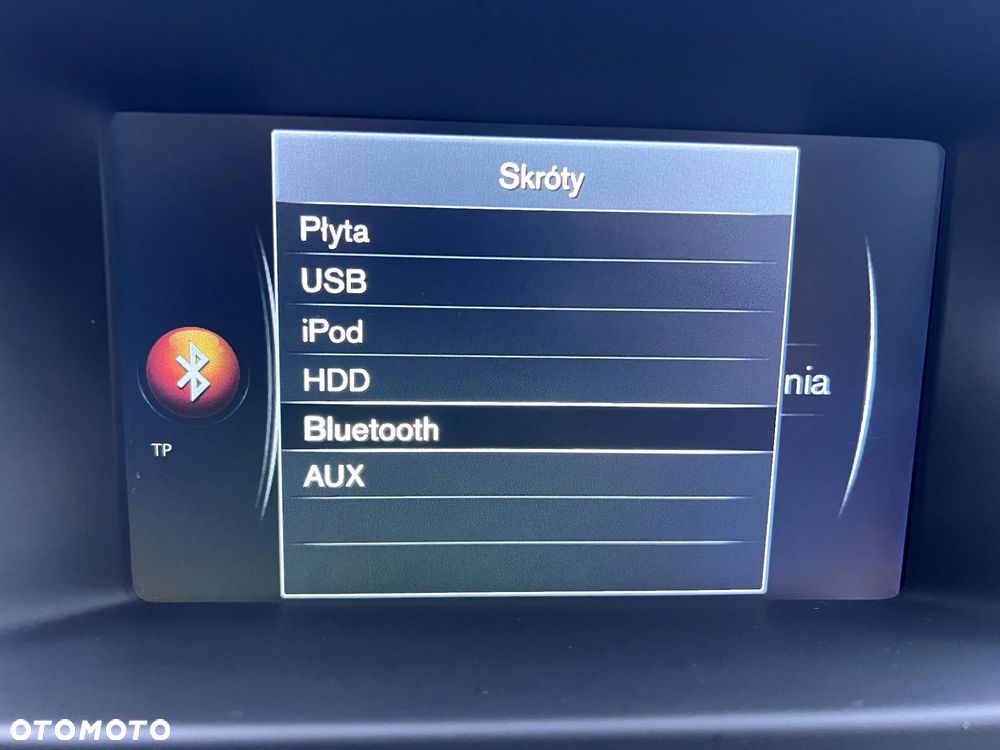 Skróty
Płyta
USB
iPod
HDD
nia
Bluetooth
TP
AUX
OTOMOTO